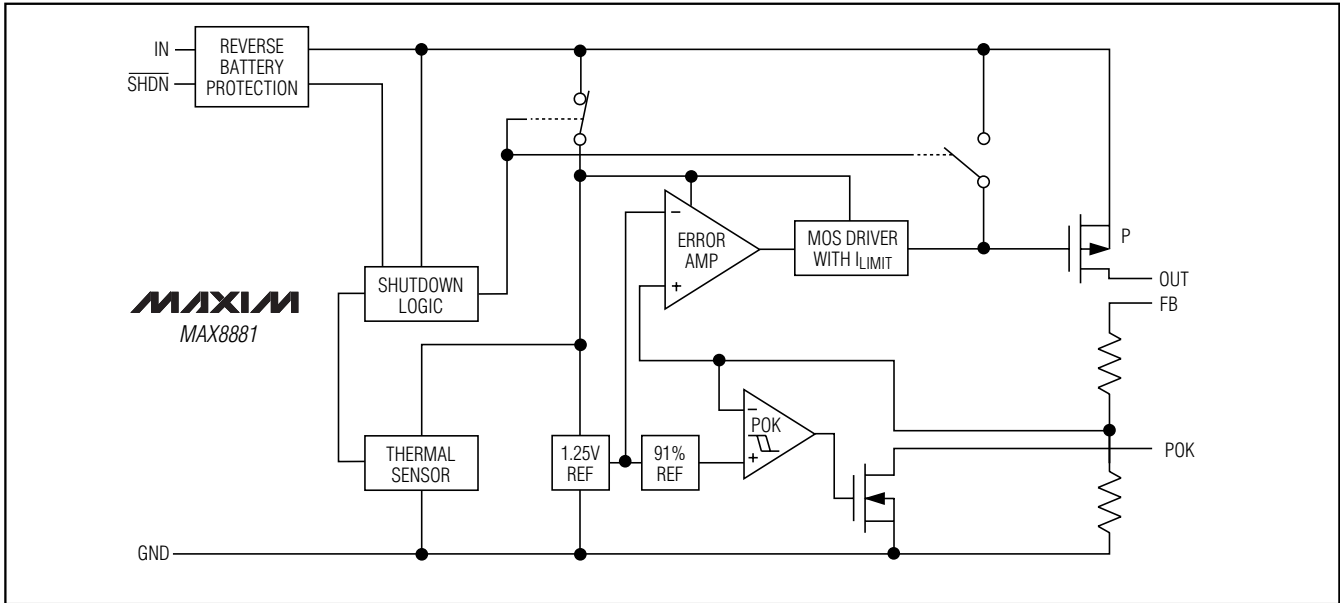 IN
REVERSE
BATTERY
PROTECTION
SHDN
ERROR
AMP
−
+
MOS DRIVER
WITH ILIMIT
P
OUT
FB
SHUTDOWN
LOGIC
MAXIM
MAX8881
THERMAL
SENSOR
1.25V
REF
91%
REF
−
POK
+
POK
GND